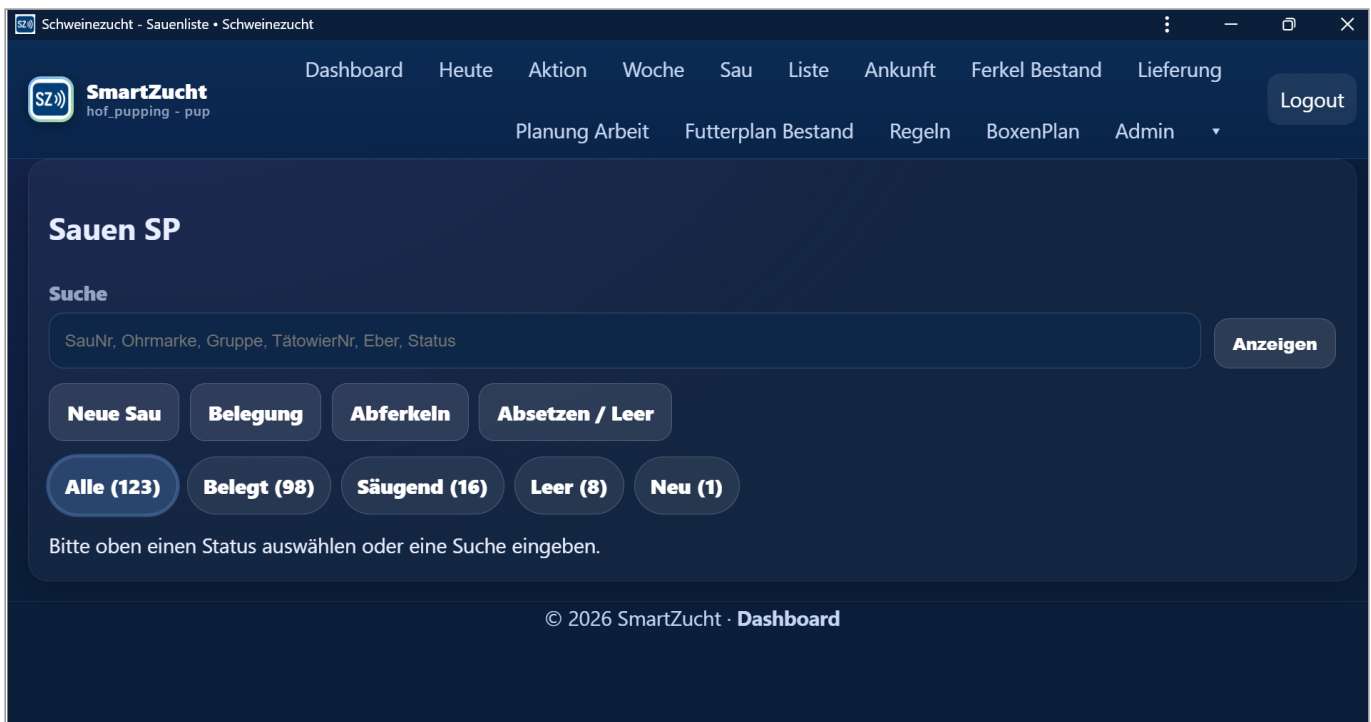 SZ Schweinezucht - Sauenliste • Schweinezucht
SZ SmartZucht
hof_pupping - pup
Dashboard Heute Aktion Woche Sau Liste Ankunft Ferkel Bestand Lieferung
Planung Arbeit Futterplan Bestand Regeln BoxenPlan Admin ▾
Logout
Sauen SP
Suche
SauNr, Ohrmarke, Gruppe, TätowierNr, Eber, Status
Anzeigen
Neue Sau Belegung Abferkeln Absetzen / Leer
Alle (123) Belegt (98) Säugend (16) Leer (8) Neu (1)
Bitte oben einen Status auswählen oder eine Suche eingeben.
© 2026 SmartZucht · Dashboard